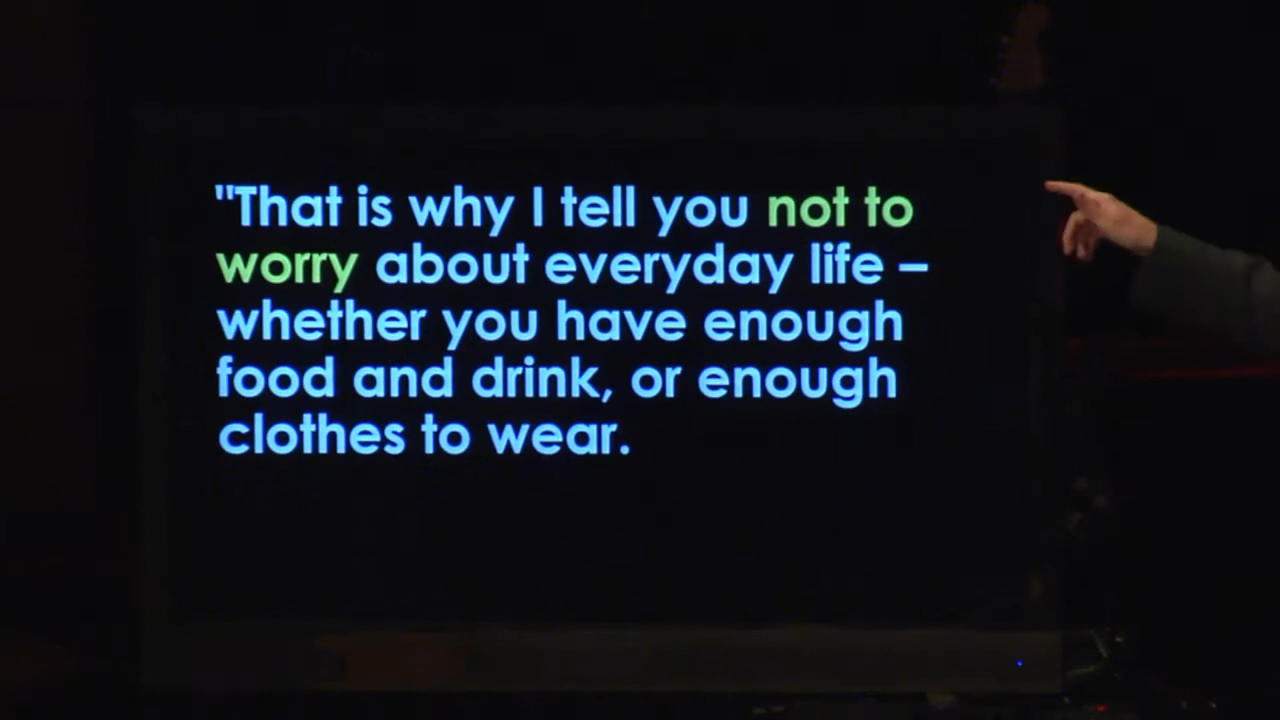 "That is why I tell you not to
worry about everyday life –
whether you have enough
food and drink, or enough
clothes to wear.